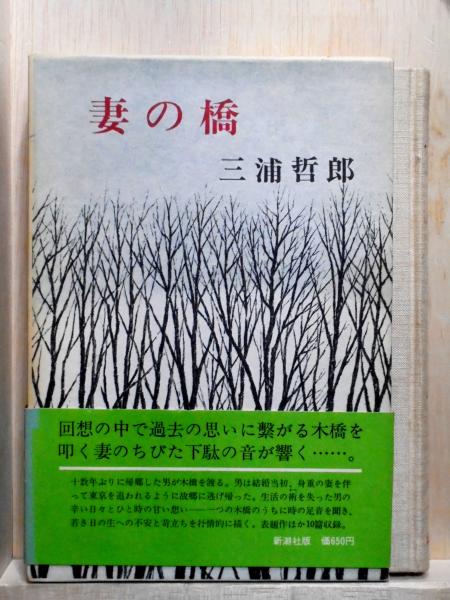 妻の橋
三浦哲郎
回想の中で過去の思いに繋がる木橋を
叩く妻のちびた下駄の音が響く……。
十数年ぶりに帰郷した男が木橋を渡る。男は結婚当初、身重の妻を伴
って東京を追われるように故郷に逃げ帰った。生活の術を失った男の
辛い日々とひと時の甘い想い――一つの木橋のうちに時の足音を聞き、
若き日の生への不安と苛立ちを抒情的に描く。表題作ほか10篇収録。
新潮社版 価650円